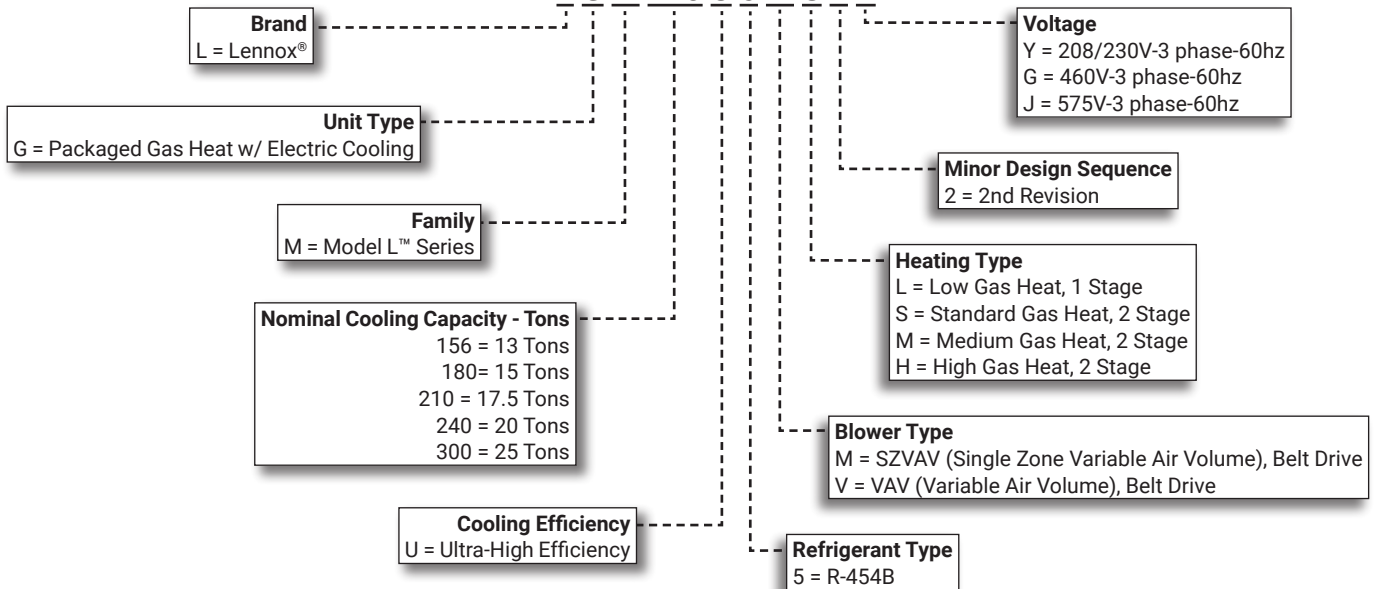 Brand
L = Lennox®
Unit Type
G = Packaged Gas Heat w/ Electric Cooling
Family
M = Model L™ Series
Nominal Cooling Capacity - Tons
156 = 13 Tons
180= 15 Tons
210 = 17.5 Tons
240 = 20 Tons
300 = 25 Tons
Cooling Efficiency
U = Ultra-High Efficiency
Voltage
Y = 208/230V-3 phase-60hz
G = 460V-3 phase-60hz
J = 575V-3 phase-60hz
Minor Design Sequence
2 = 2nd Revision
Heating Type
L = Low Gas Heat, 1 Stage
S = Standard Gas Heat, 2 Stage
M = Medium Gas Heat, 2 Stage
H = High Gas Heat, 2 Stage
Blower Type
M = SZVAV (Single Zone Variable Air Volume), Belt Drive
V = VAV (Variable Air Volume), Belt Drive
Refrigerant Type
5 = R-454B